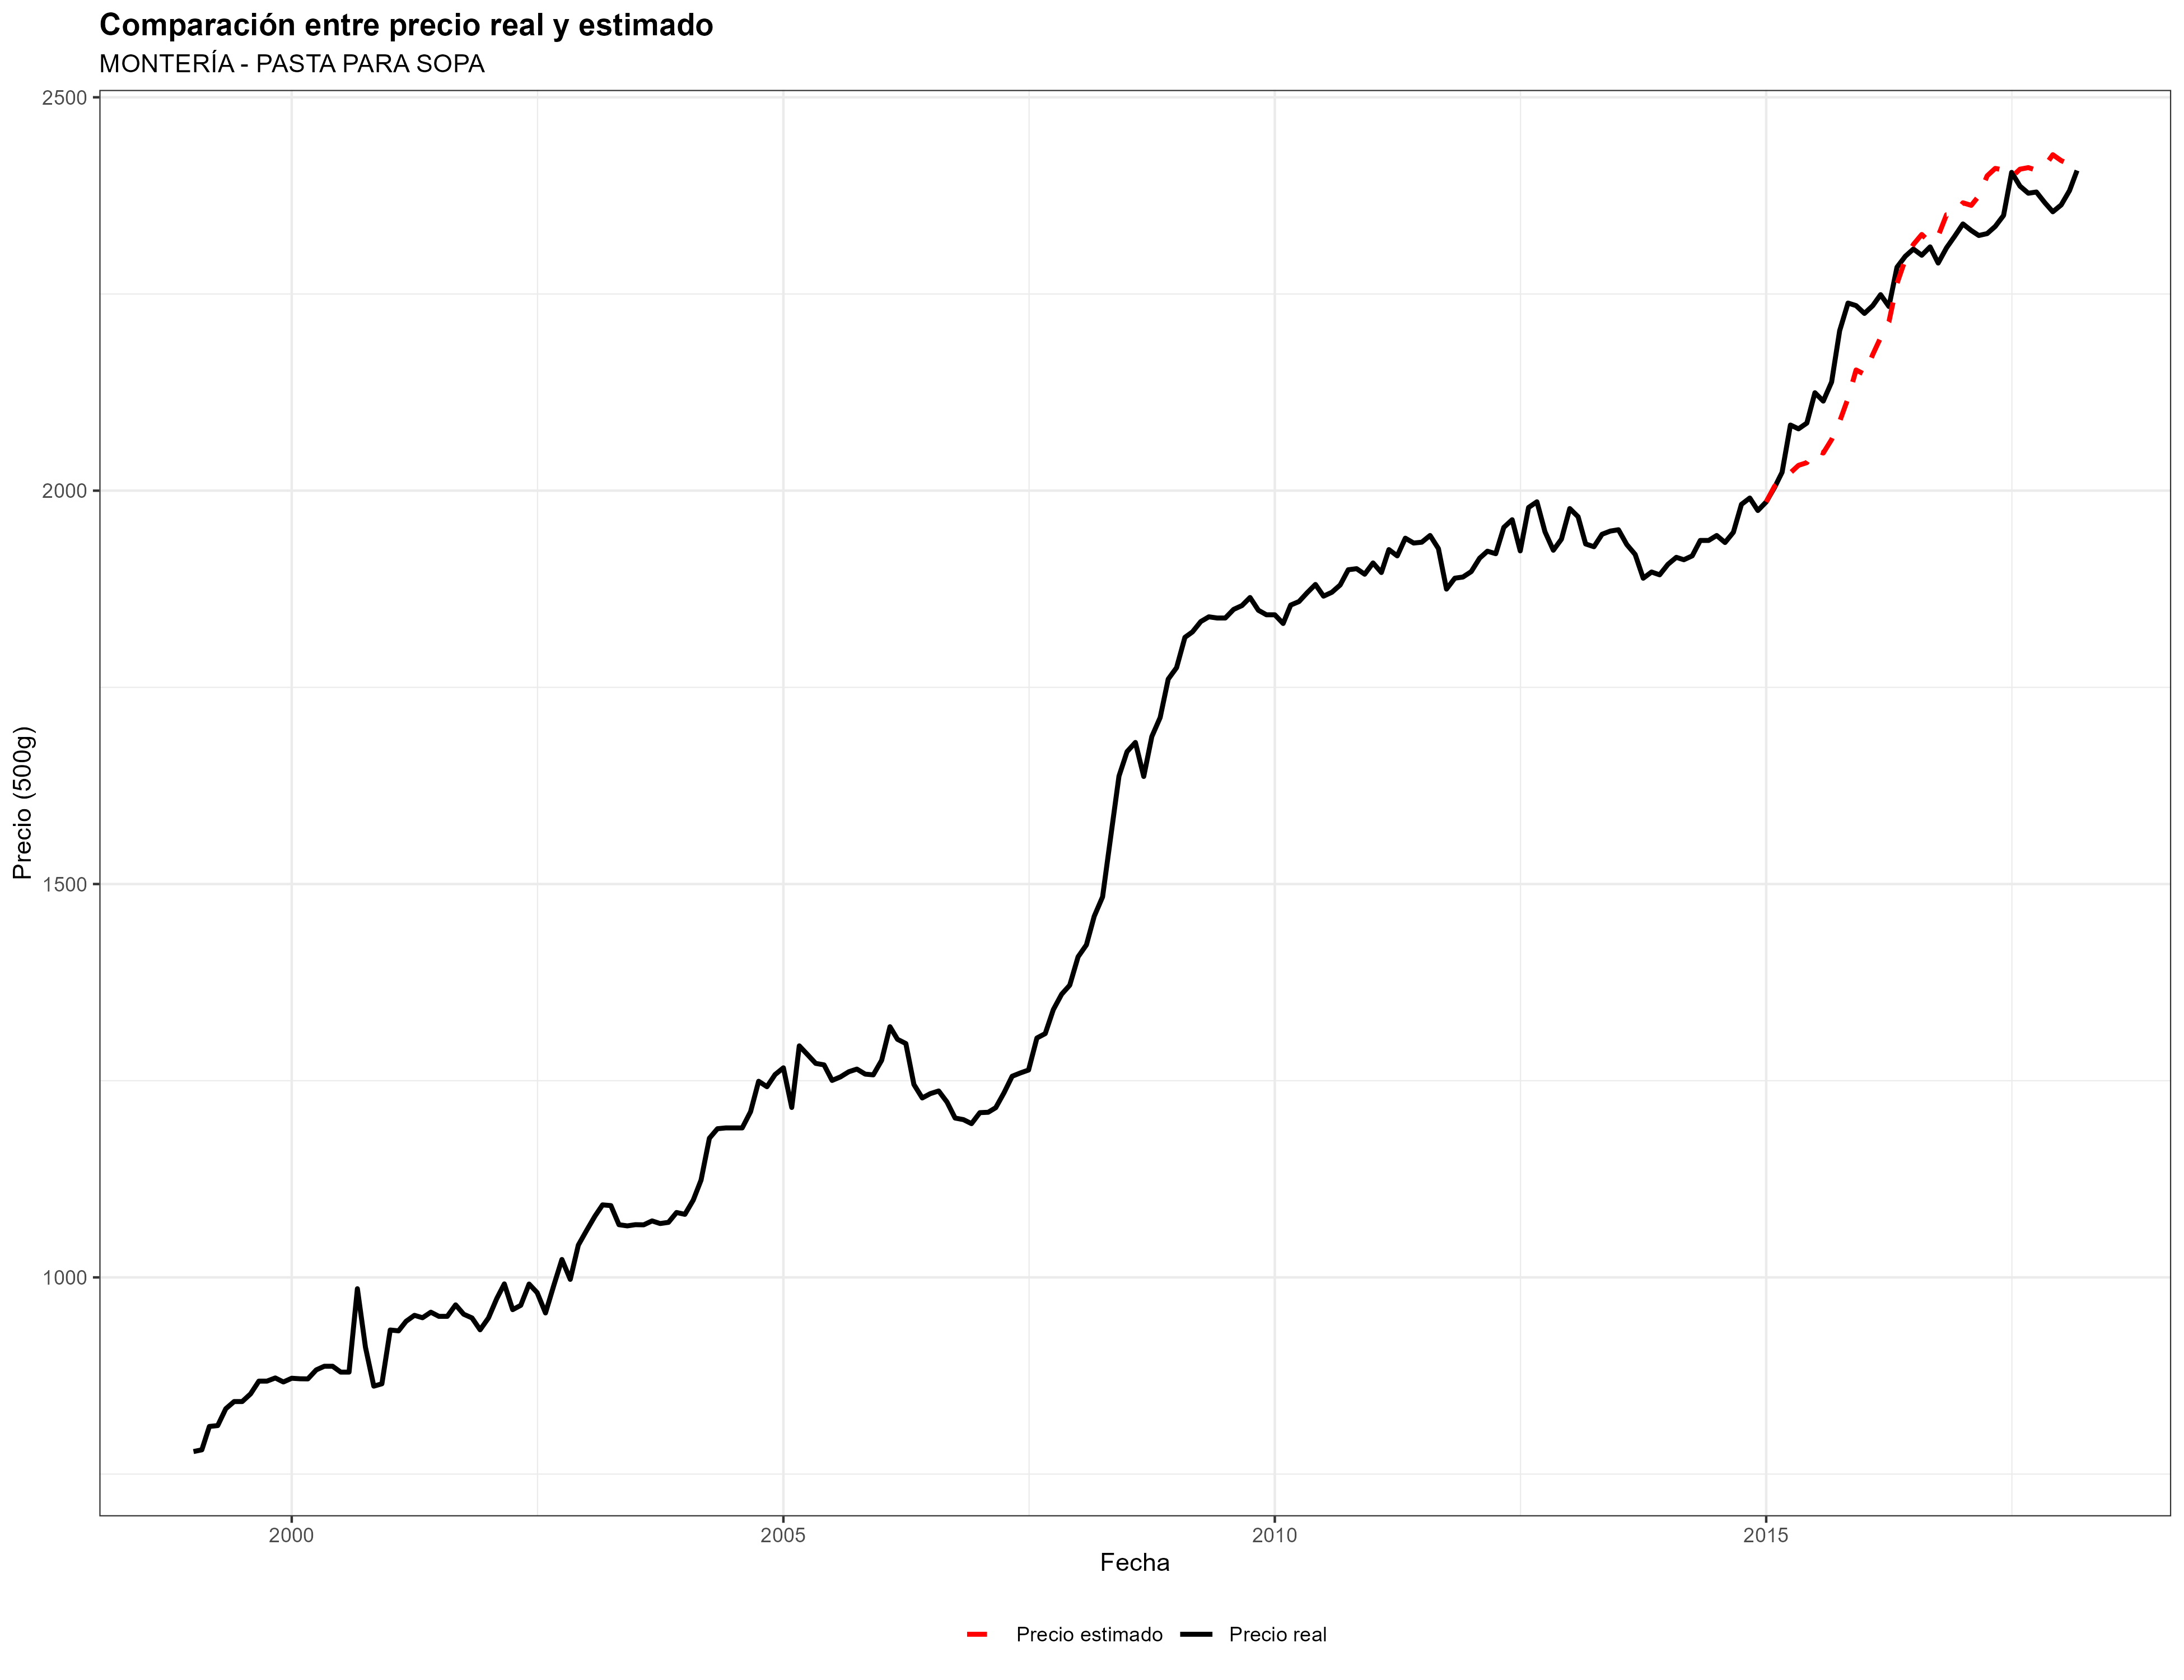 Comparación entre precio real y estimado
MONTERÍA - PASTA PARA SOPA
Precio (500g)
2500
2000
1500
1000
2000
2005
2010
2015
Fecha
Precio estimado
Precio real